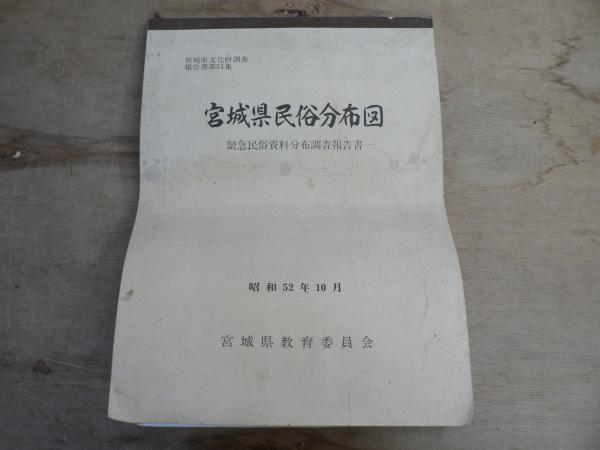 宮城県文化財調査
報告書第51集
宮城県民俗分布図
―緊急民俗資料分布調査報告書―
昭和52年10月
宮城県教育委員会